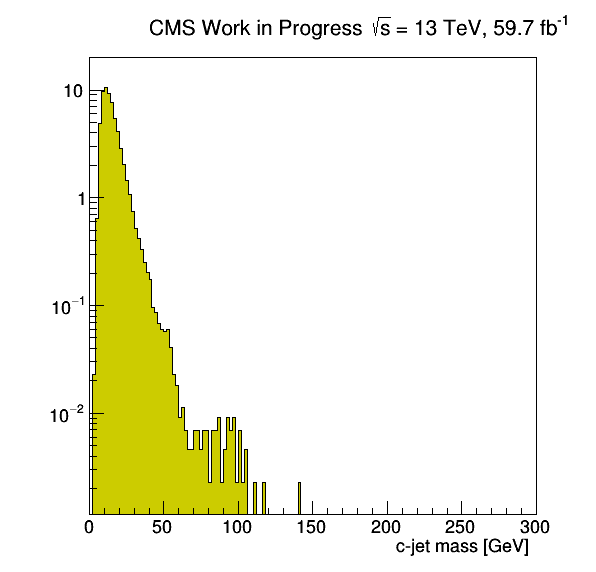 CMS Work in Progress √s = 13 TeV, 59.7 fb⁻¹
10
1
10⁻¹
10⁻²
0 50 100 150 200 250 300
c-jet mass [GeV]